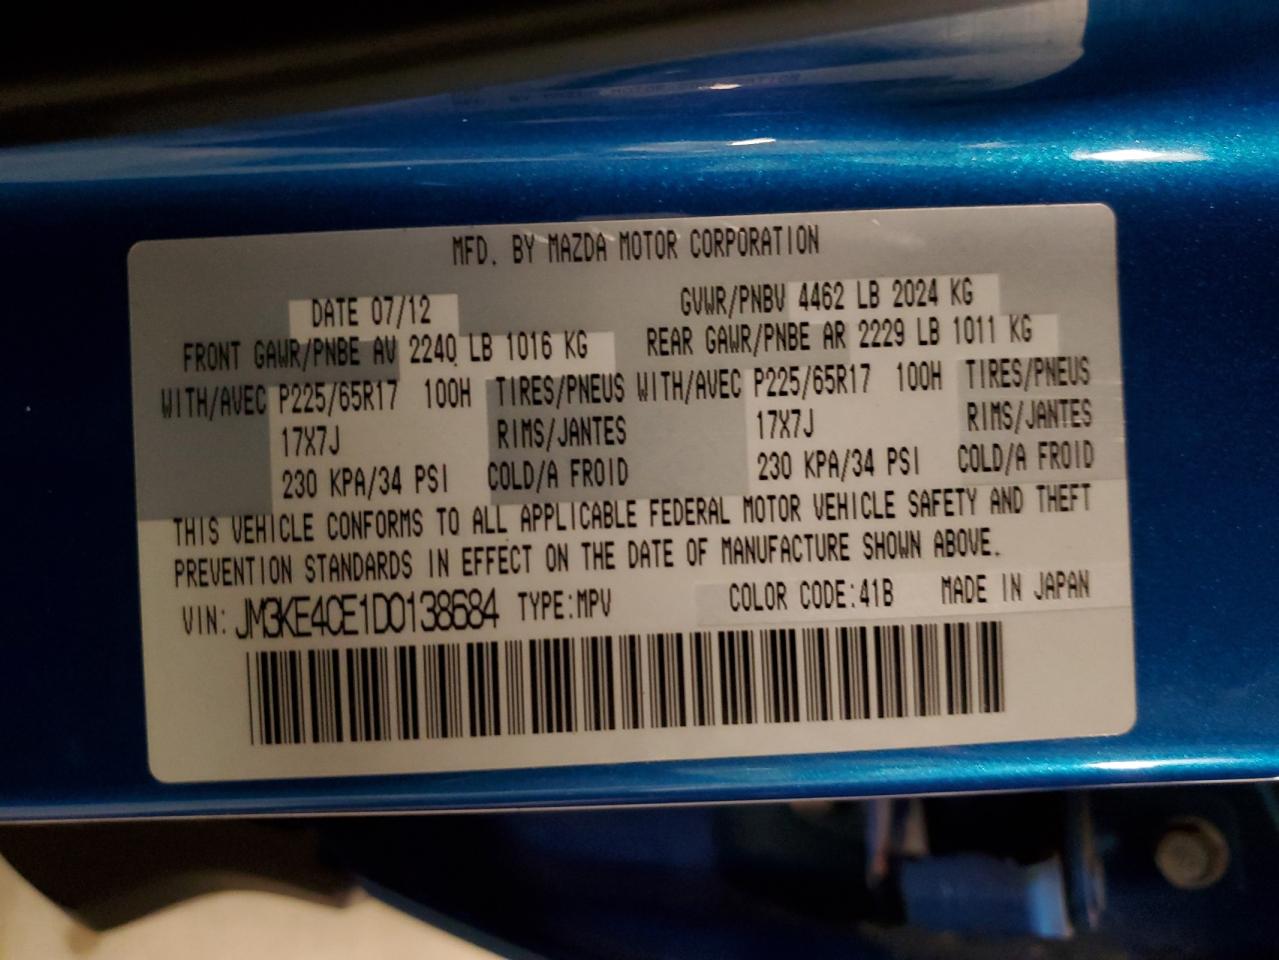 MFD. BY MAZDA MOTOR CORPORATION
DATE 07/12 GVWR/PNBV 4462 LB 2024 KG
FRONT GAWR/PNBE AV 2240 LB 1016 KG REAR GAWR/PNBE AR 2229 LB 1011 KG
WITH/AVEC P225/65R17 100H TIRES/PNEUS WITH/AVEC P225/65R17 100H TIRES/PNEUS
17X7J RIMS/JANTES 17X7J RIMS/JANTES
230 KPA/34 PSI COLD/A FROID 230 KPA/34 PSI COLD/A FROID
THIS VEHICLE CONFORMS TO ALL APPLICABLE FEDERAL MOTOR VEHICLE SAFETY AND THEFT
PREVENTION STANDARDS IN EFFECT ON THE DATE OF MANUFACTURE SHOWN ABOVE.
VIN: JM3KE4CE1D0138684 TYPE:MPV COLOR CODE:41B MADE IN JAPAN